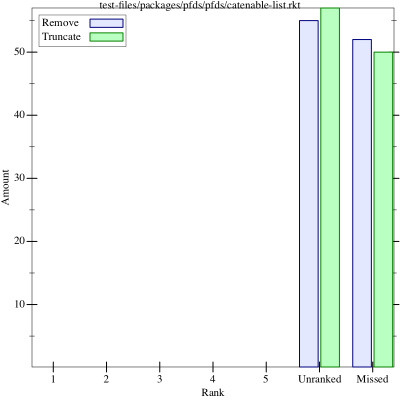 test-files/packages/pfds/pfds/catenable-list.rkt
Remove
Truncate
50
40
30
20
10
Amount
1 2 3 4 5 Unranked Missed
Rank